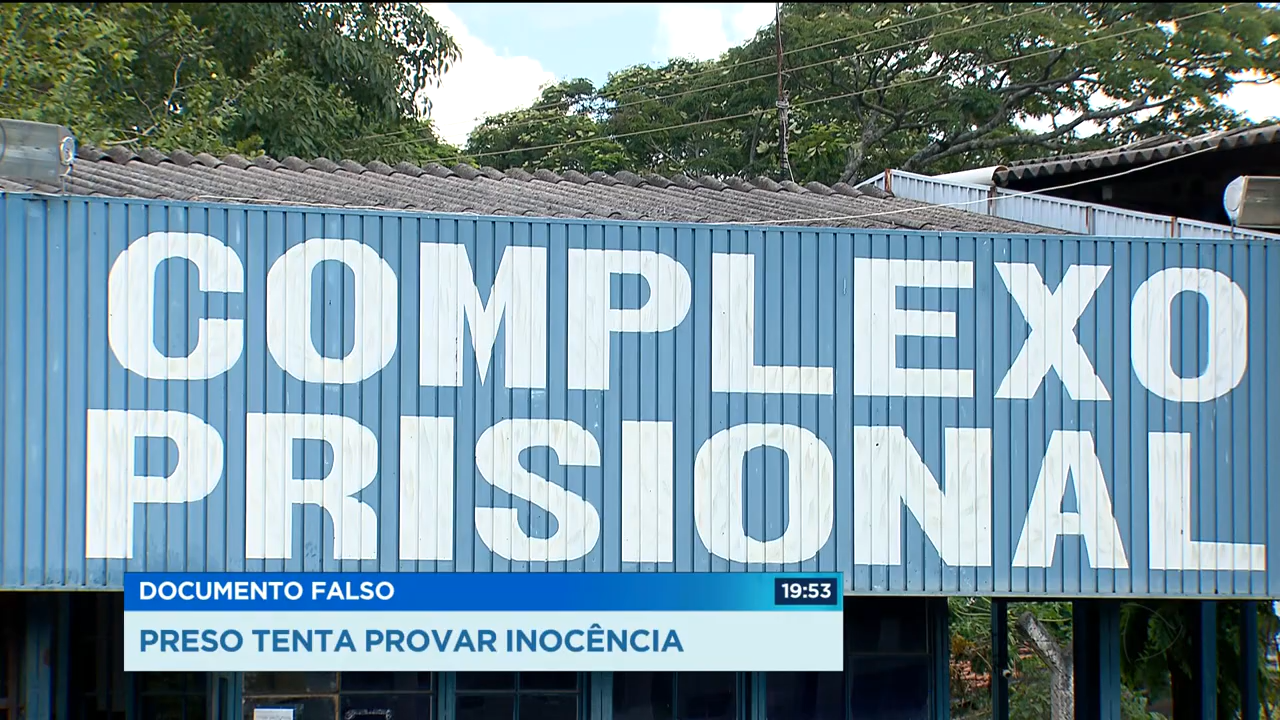 COMPLEXO
PRISIONAL
DOCUMENTO FALSO
19:53
PRESO TENTA PROVAR INOCÊNCIA